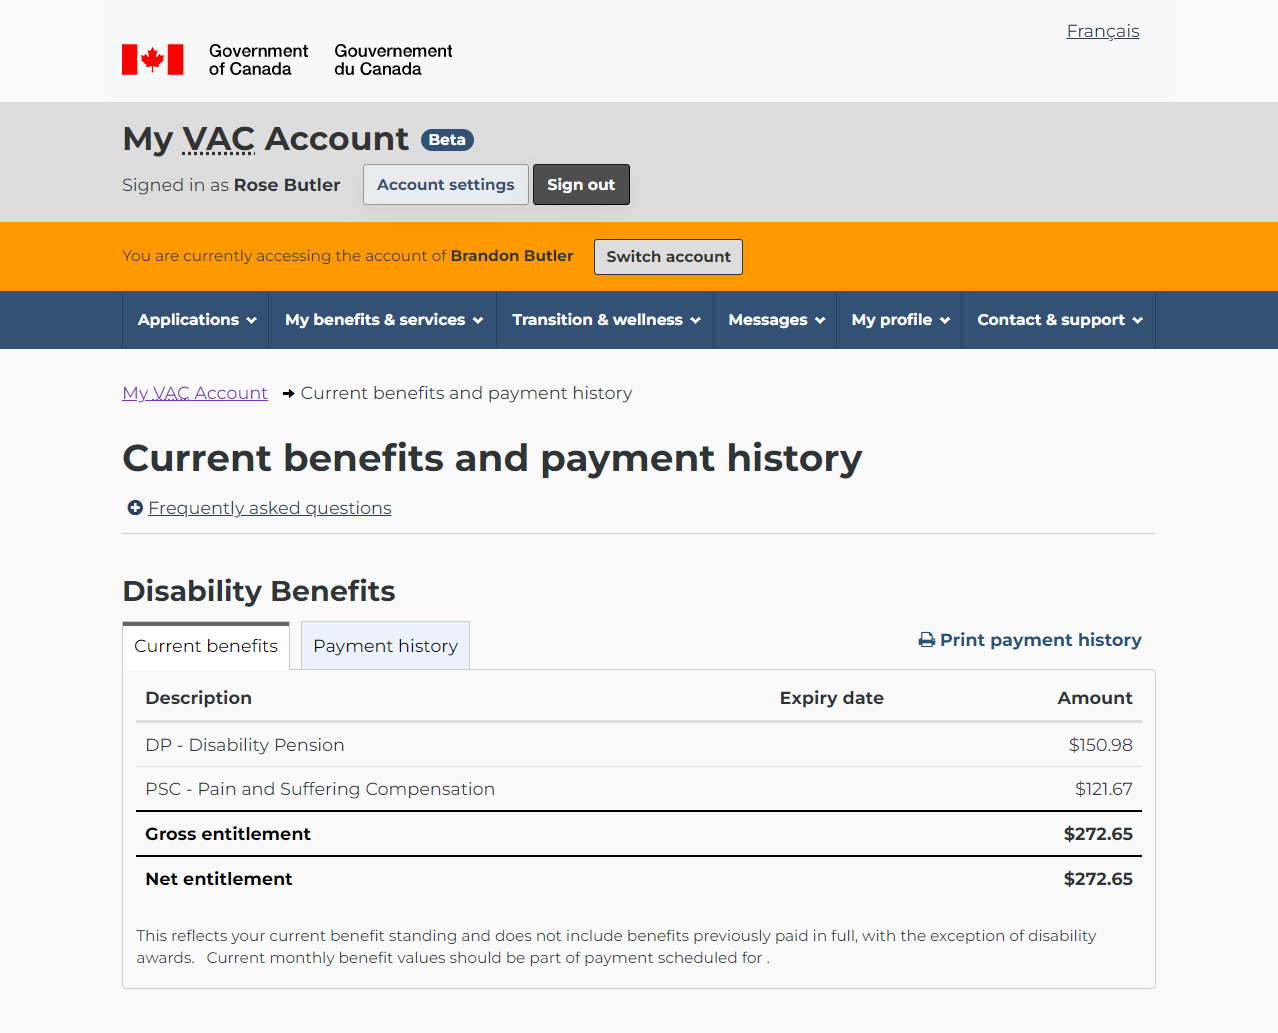 Français
Government of Canada
Gouvernement du Canada
My VAC Account Beta
Signed in as Rose Butler Account settings Sign out
You are currently accessing the account of Brandon Butler Switch account
Applications My benefits & services Transition & wellness Messages My profile Contact & support
My VAC Account Current benefits and payment history
Current benefits and payment history
Frequently asked questions
Disability Benefits
Current benefits Payment history Print payment history
Description Expiry date Amount
DP - Disability Pension $150.98
PSC - Pain and Suffering Compensation $121.67
Gross entitlement $272.65
Net entitlement $272.65
This reflects your current benefit standing and does not include benefits previously paid in full, with the exception of disability
awards. Current monthly benefit values should be part of payment scheduled for .